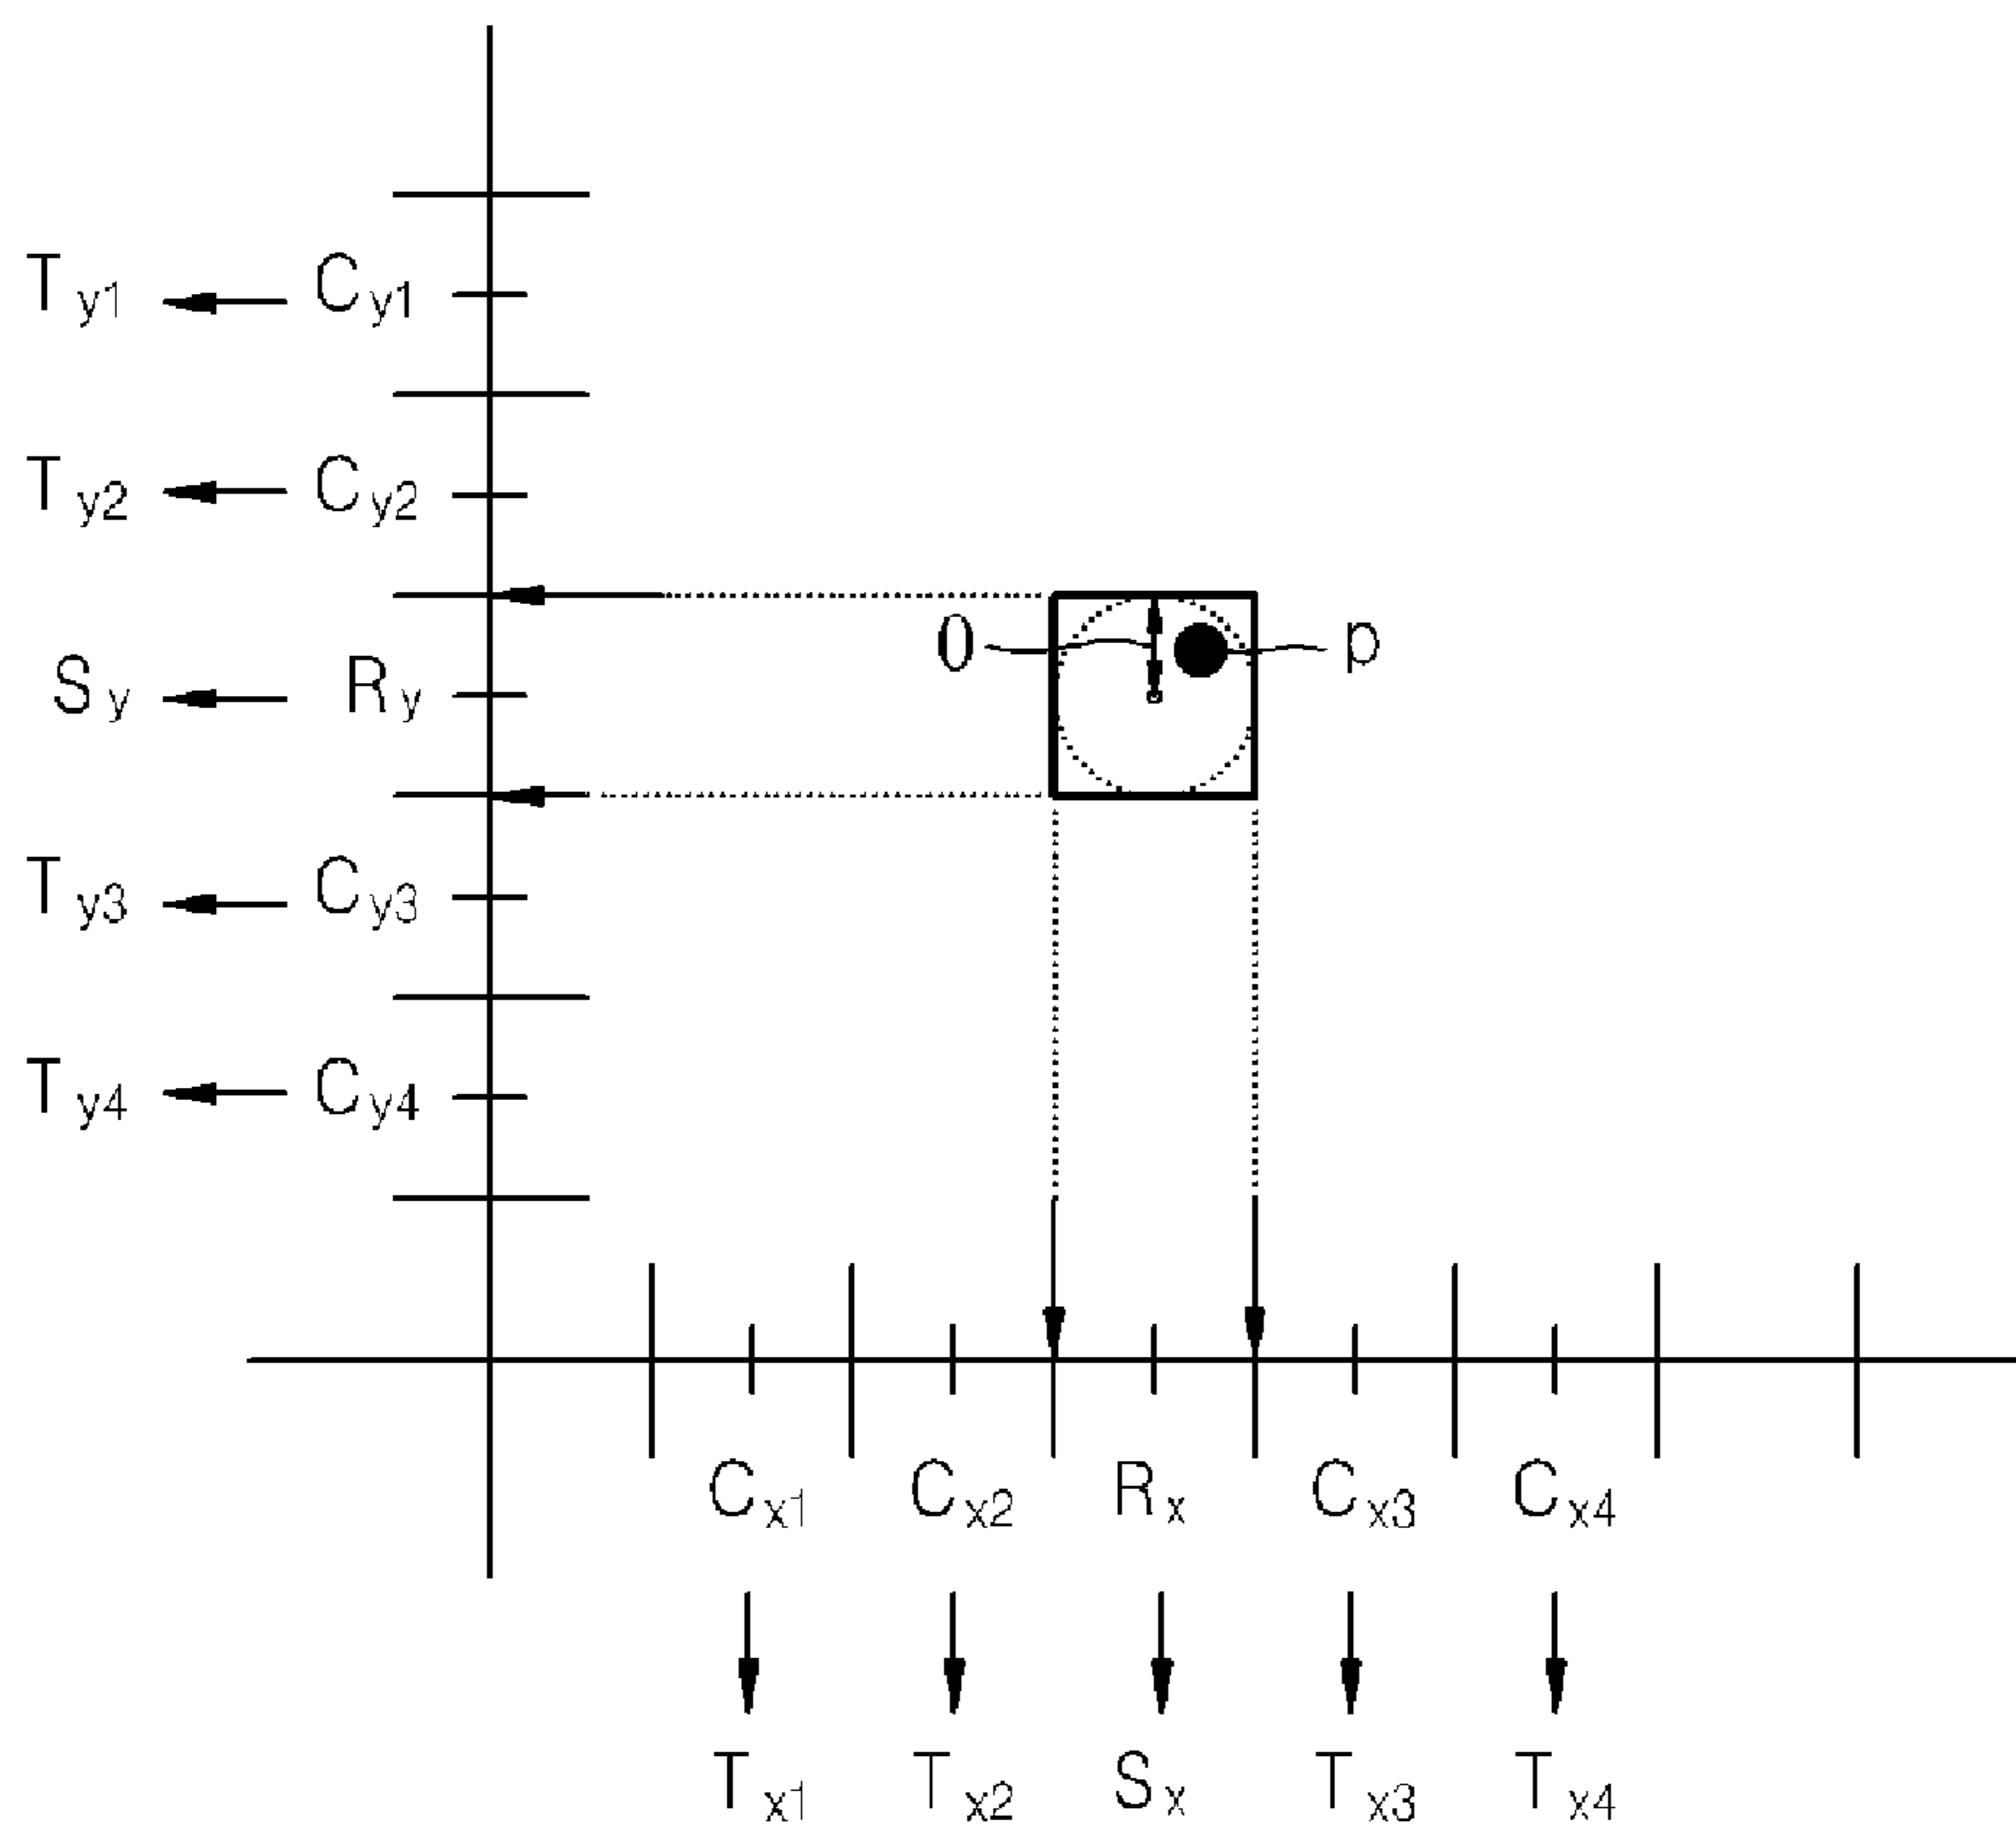 Ty1 Cy1
Ty2 Cy2
0 p
Sy Ry
Ty3 Cy3
Ty4 Cy4
Cx1 Cx2 Rx Cx3 Cx4
Tx1 Tx2 Sx Tx3 Tx4